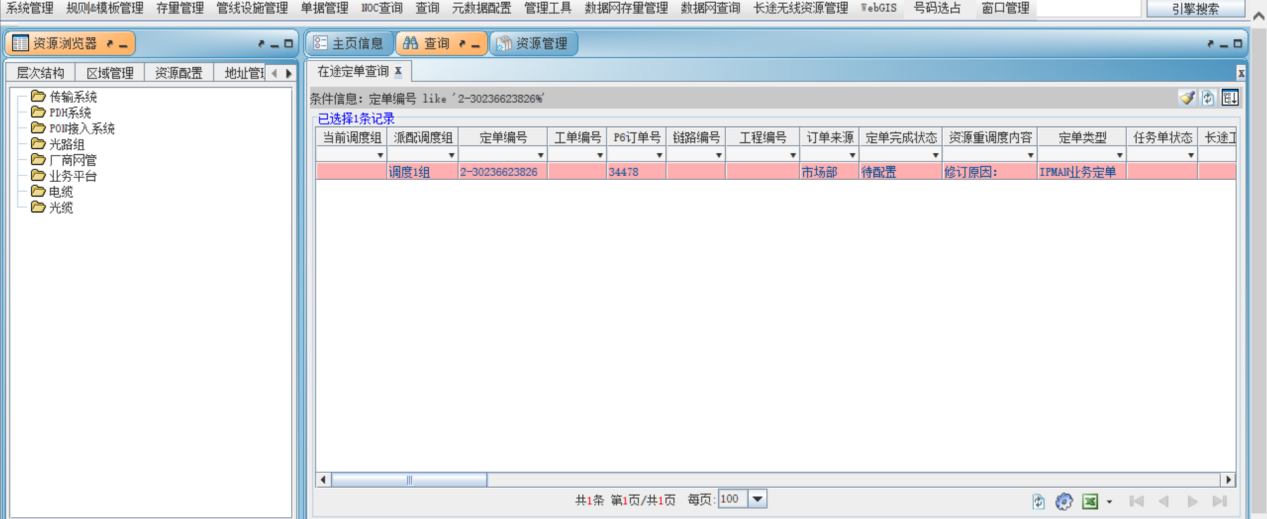 系统管理 规则&模板管理 存量管理 管线设施管理 单据管理 NOC查询 查询 元数据配置 管理工具 数据网存量管理 数据网查询 长途无线资源管理 WebGIS 号码选占 窗口管理 引擎搜索
资源浏览器 主页信息 查询 资源管理
层次结构 区域管理 资源配置 地址管 在途定单查询 x
传输系统
PDH系统
PON接入系统
光路组
厂商网管
业务平台
电缆
光缆
条件信息: 定单编号 like '2-30236623826%'
已选择1条记录
当前调度组 派配调度组 定单编号 工单编号 P6订单号 链路编号 工程编号 订单来源 定单完成状态 资源重调度内容 定单类型 任务单状态 长途工
调度1组 2-30236623826 34478 市场部 待配置 修订原因: IPMAN业务定单
共1条 第1页/共1页 每页: 100